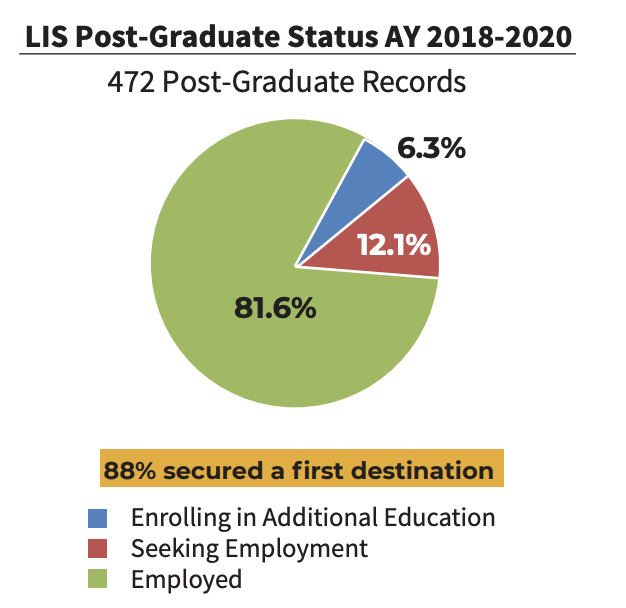 LIS Post-Graduate Status AY 2018-2020
472 Post-Graduate Records
6.3%
12.1%
81.6%
88% secured a first destination
Enrolling in Additional Education
Seeking Employment
Employed